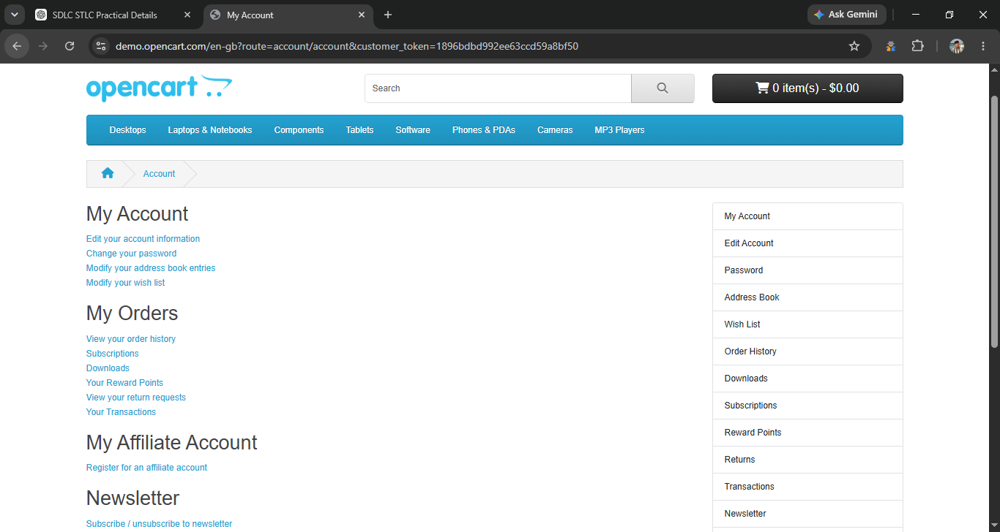 SDLC STLC Practical Details
My Account
Ask Gemini
demo.opencart.com/en-gb?route=account/account&customer_token=1896bdbd992ee63ccd59a8bf50
opencart
Search
0 item(s) - $0.00
Desktops
Laptops & Notebooks
Components
Tablets
Software
Phones & PDAs
Cameras
MP3 Players
Account
My Account
Edit your account information
Change your password
Modify your address book entries
Modify your wish list
My Orders
View your order history
Subscriptions
Downloads
Your Reward Points
View your return requests
Your Transactions
My Affiliate Account
Register for an affiliate account
Newsletter
Subscribe / unsubscribe to newsletter
My Account
Edit Account
Password
Address Book
Wish List
Order History
Downloads
Subscriptions
Reward Points
Returns
Transactions
Newsletter